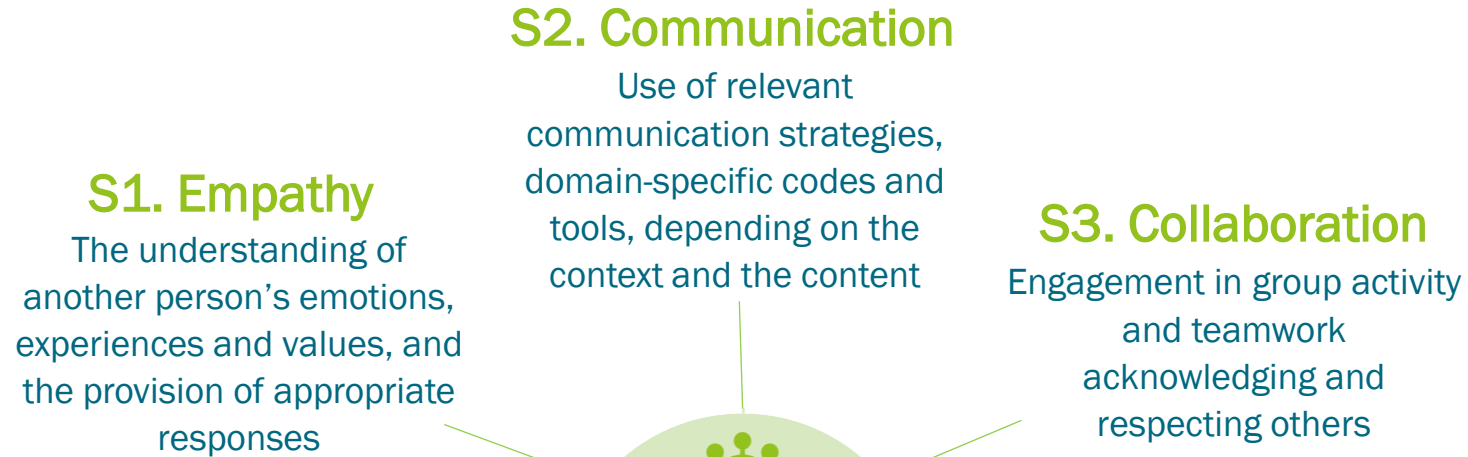 S1. Empathy
The understanding of
another person’s emotions,
experiences and values, and
the provision of appropriate
responses
S2. Communication
Use of relevant
communication strategies,
domain-specific codes and
tools, depending on the
context and the content
S3. Collaboration
Engagement in group activity
and teamwork
acknowledging and
respecting others